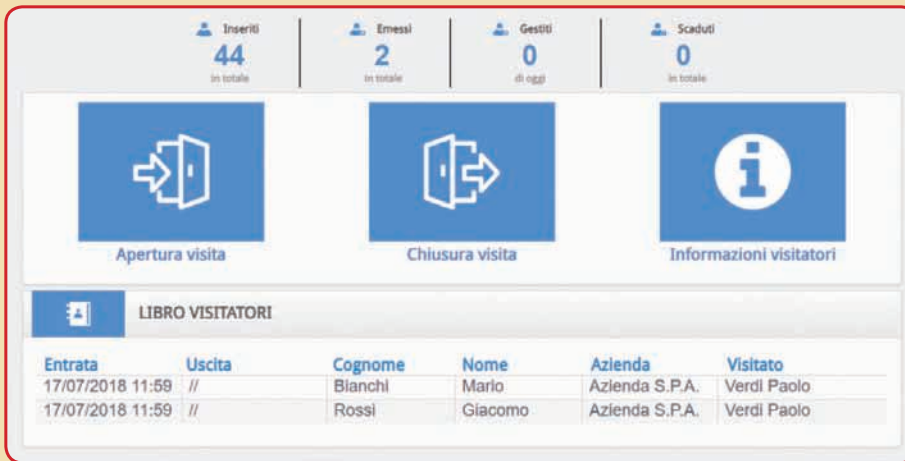 Inseriti Emessi Gestiti Scaduti
44 2 0 0
in totale in totale di oggi in totale
Apertura visita Chiusura visita Informazioni visitatori
LIBRO VISITATORI
Entrata Uscita Cognome Nome Azienda Visitato
17/07/2018 11:59 // Bianchi Mario Azienda S.P.A. Verdi Paolo
17/07/2018 11:59 // Rossi Giacomo Azienda S.P.A. Verdi Paolo